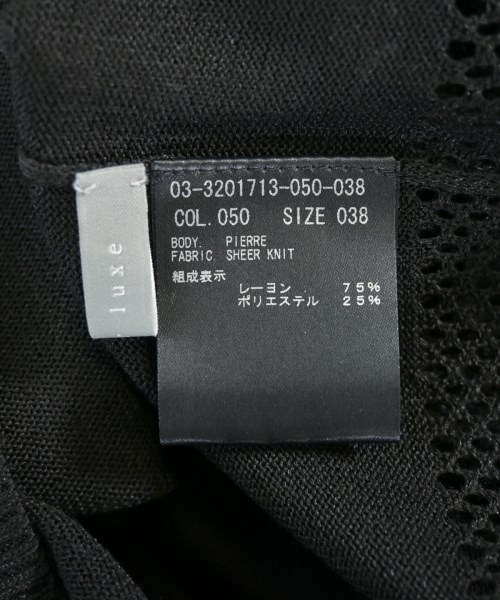 03-3201713-050-038
COL. 050 SIZE 038
BODY. PIERRE
FABRIC SHEER KNIT
組成表示
レーヨン 75%
ポリエステル 25%
luxe